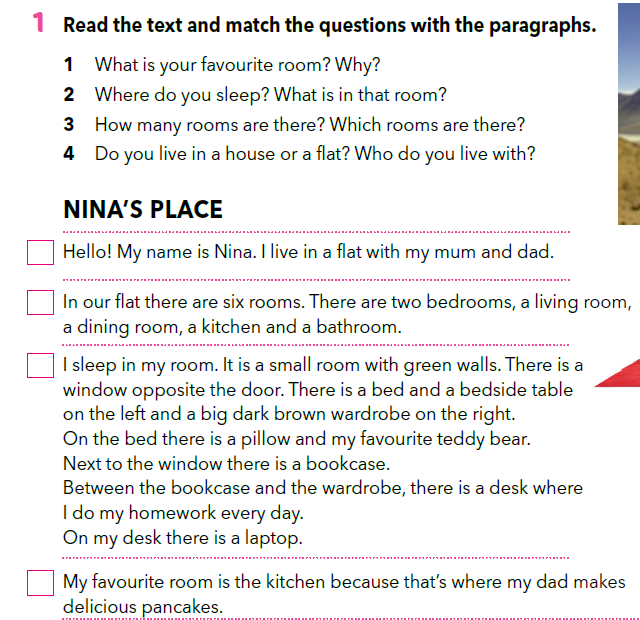 1 Read the text and match the questions with the paragraphs.
1 What is your favourite room? Why?
2 Where do you sleep? What is in that room?
3 How many rooms are there? Which rooms are there?
4 Do you live in a house or a flat? Who do you live with?
NINA'S PLACE
Hello! My name is Nina. I live in a flat with my mum and dad.
In our flat there are six rooms. There are two bedrooms, a living room,
a dining room, a kitchen and a bathroom.
I sleep in my room. It is a small room with green walls. There is a
window opposite the door. There is a bed and a bedside table
on the left and a big dark brown wardrobe on the right.
On the bed there is a pillow and my favourite teddy bear.
Next to the window there is a bookcase.
Between the bookcase and the wardrobe, there is a desk where
I do my homework every day.
On my desk there is a laptop.
My favourite room is the kitchen because that's where my dad makes
delicious pancakes.